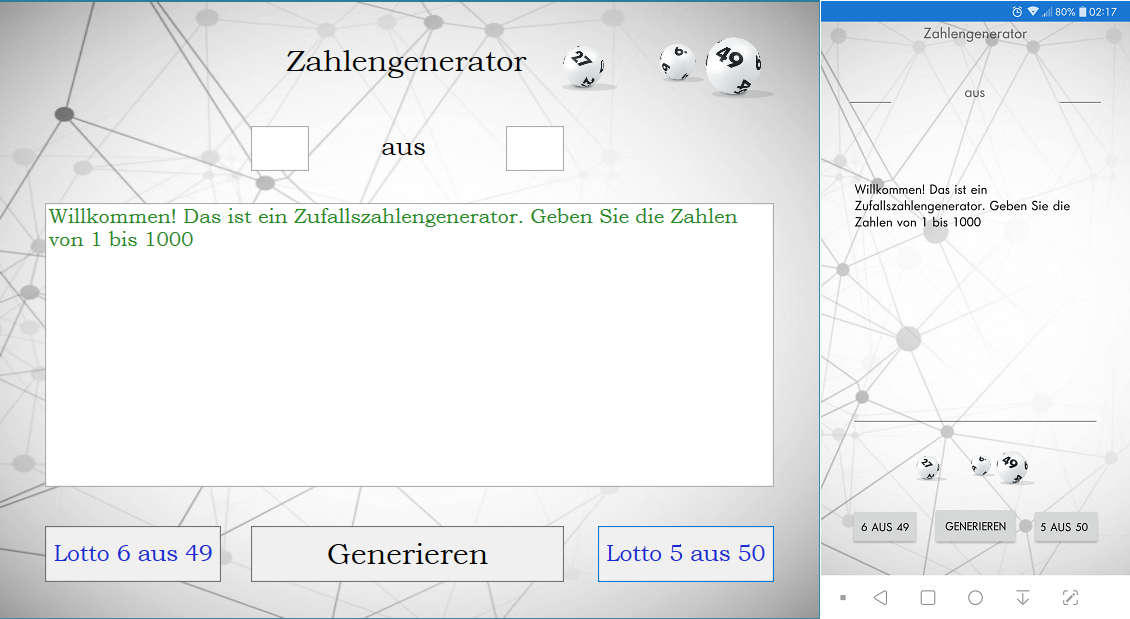 Zahlengenerator
27
6.
49
aus
Willkommen! Das ist ein Zufallszahlengenerator. Geben Sie die Zahlen
von 1 bis 1000
Lotto 6 aus 49
Generieren
Lotto 5 aus 50
80% 02:17
Zahlengenerator
aus
Willkommen! Das ist ein
Zufallszahlengenerator. Geben Sie die
Zahlen von 1 bis 1000
27
6.
49
6 AUS 49
GENERIEREN
5 AUS 50